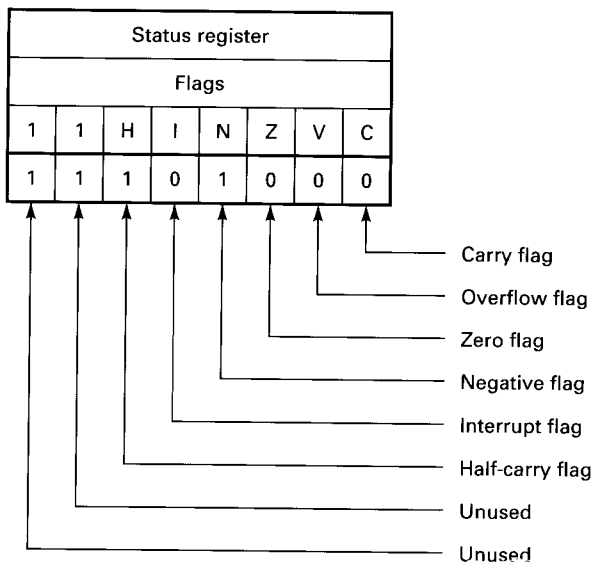 Status register
Flags
1 1 H I N Z V C
1 1 1 0 1 0 0 0
Carry flag
Overflow flag
Zero flag
Negative flag
Interrupt flag
Half-carry flag
Unused
Unused